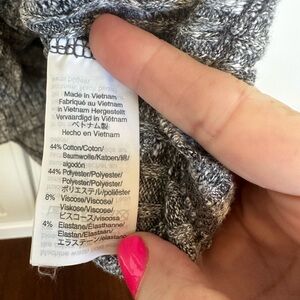 Made in Vietnam
Fabriqué au Vietnam
In Vietnam Hergestellt
Vervaardigd in Viëtnam
ベトナム製
Hecho en Vietnam
44% Cotton/Coton/
Baumwolle/Katoen/綿/
algodón
44% Polyester/Polyester/
Polyester/Polyester/
ポリエステル/poliéster
8% Viscose/Viscose/
Viskose/Viscose/
ビスコース/viscosa
4% Elastane/Elasthanne/
Elastan/Elastaan/
エラスティン/elastano